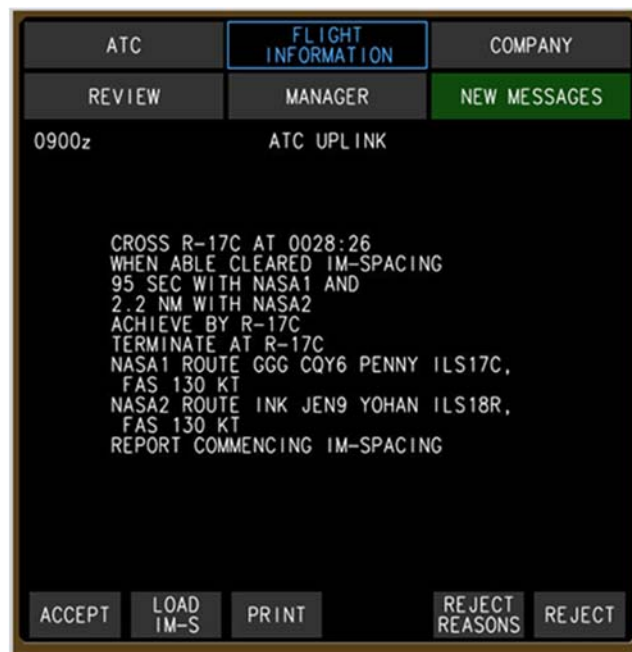 ATC
FLIGHT
INFORMATION
COMPANY
REVIEW
MANAGER
NEW MESSAGES
0900z
ATC UPLINK
CROSS R-17C AT 0028:26
WHEN ABLE CLEARED IM-SPACING
95 SEC WITH NASA1 AND
2.2 NM WITH NASA2
ACHIEVE BY R-17C
TERMINATE AT R-17C
NASA1 ROUTE GGG CQY6 PENNY ILS17C,
FAS 130 KT
NASA2 ROUTE INK JEN9 YOHAN ILS18R,
FAS 130 KT
REPORT COMMENCING IM-SPACING
ACCEPT
LOAD
IM-S
PRINT
REJECT
REASONS
REJECT